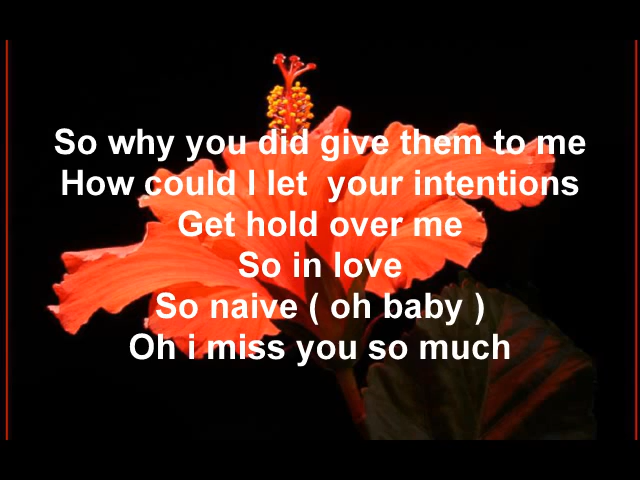 So why you did give them to me
How could I let  your intentions
Get hold over me
So in love
So naive ( oh baby )
Oh i miss you so much